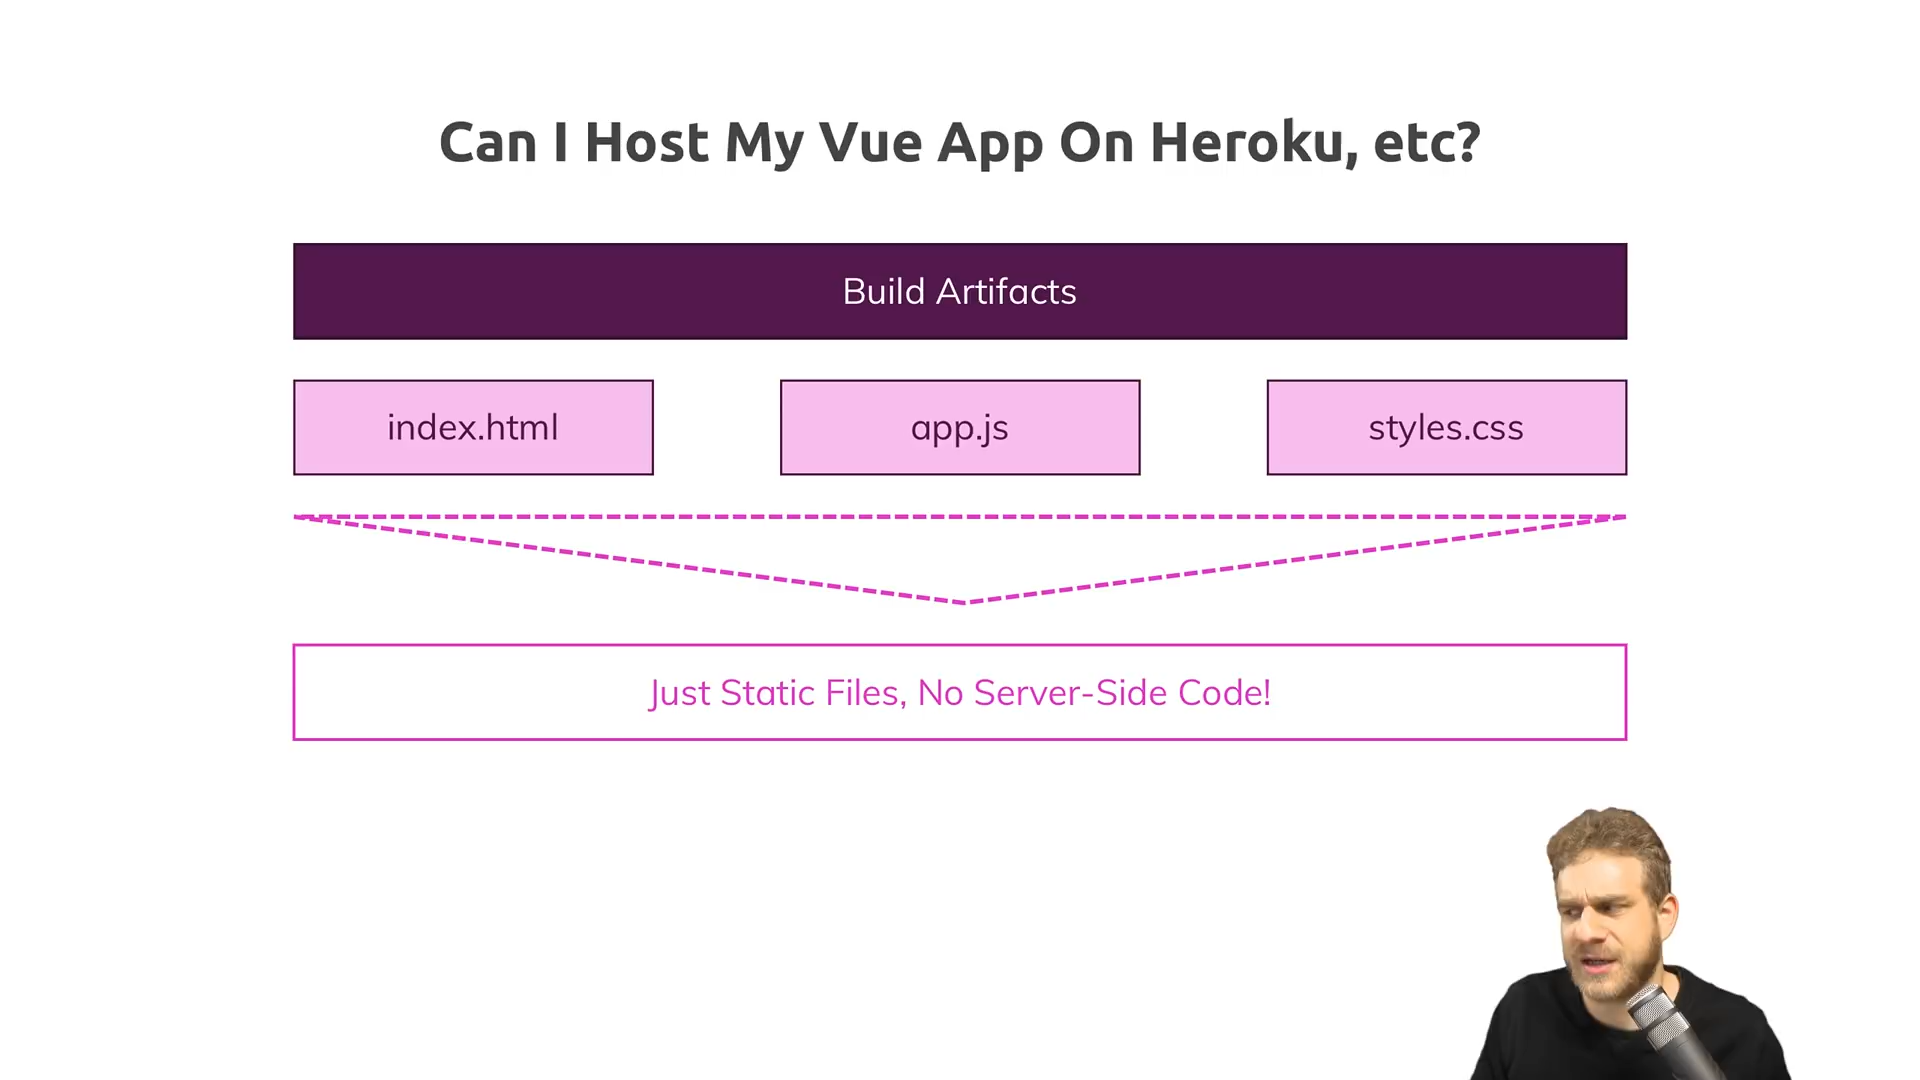 Can I Host My Vue App On Heroku, etc?
Build Artifacts
index.html
app.js
styles.css
Just Static Files, No Server-Side Code!